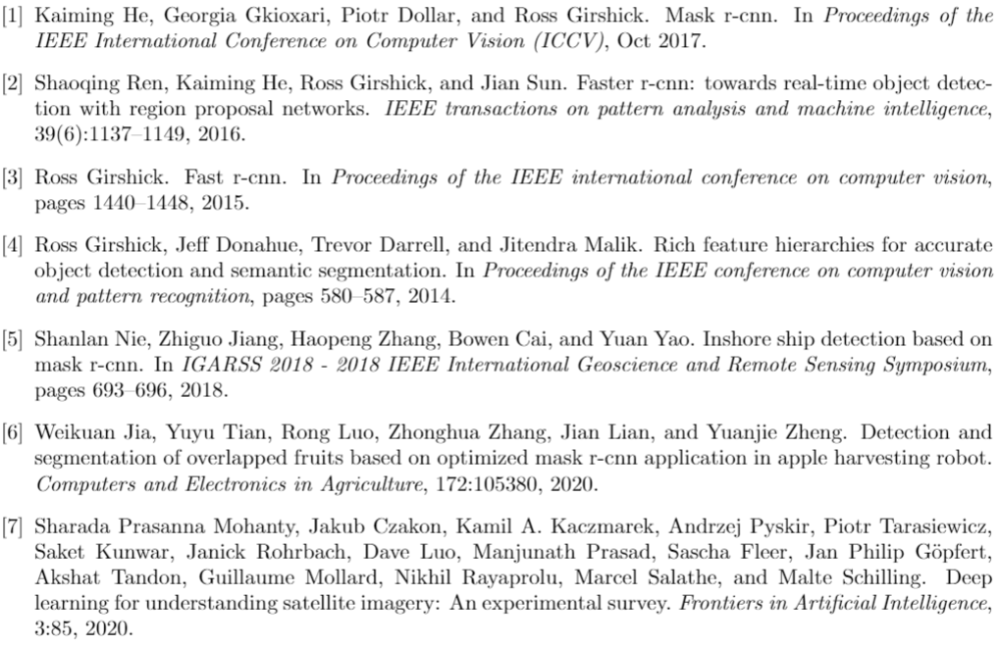 [1] Kaiming He, Georgia Gkioxari, Piotr Dollar, and Ross Girshick. Mask r-cnn. In Proceedings of the
IEEE International Conference on Computer Vision (ICCV), Oct 2017.
[2] Shaoqing Ren, Kaiming He, Ross Girshick, and Jian Sun. Faster r-cnn: towards real-time object detec-
tion with region proposal networks. IEEE transactions on pattern analysis and machine intelligence,
39(6):1137–1149, 2016.
[3] Ross Girshick. Fast r-cnn. In Proceedings of the IEEE international conference on computer vision,
pages 1440–1448, 2015.
[4] Ross Girshick, Jeff Donahue, Trevor Darrell, and Jitendra Malik. Rich feature hierarchies for accurate
object detection and semantic segmentation. In Proceedings of the IEEE conference on computer vision
and pattern recognition, pages 580–587, 2014.
[5] Shanlan Nie, Zhiguo Jiang, Haopeng Zhang, Bowen Cai, and Yuan Yao. Inshore ship detection based on
mask r-cnn. In IGARSS 2018 - 2018 IEEE International Geoscience and Remote Sensing Symposium,
pages 693–696, 2018.
[6] Weikuan Jia, Yuyu Tian, Rong Luo, Zhonghua Zhang, Jian Lian, and Yuanjie Zheng. Detection and
segmentation of overlapped fruits based on optimized mask r-cnn application in apple harvesting robot.
Computers and Electronics in Agriculture, 172:105380, 2020.
[7] Sharada Prasanna Mohanty, Jakub Czakon, Kamil A. Kaczmarek, Andrzej Pyskir, Piotr Tarasiewicz,
Saket Kunwar, Janick Rohrbach, Dave Luo, Manjunath Prasad, Sascha Fleer, Jan Philip Göpfert,
Akshat Tandon, Guillaume Mollard, Nikhil Rayaprolu, Marcel Salathe, and Malte Schilling. Deep
learning for understanding satellite imagery: An experimental survey. Frontiers in Artificial Intelligence,
3:85, 2020.